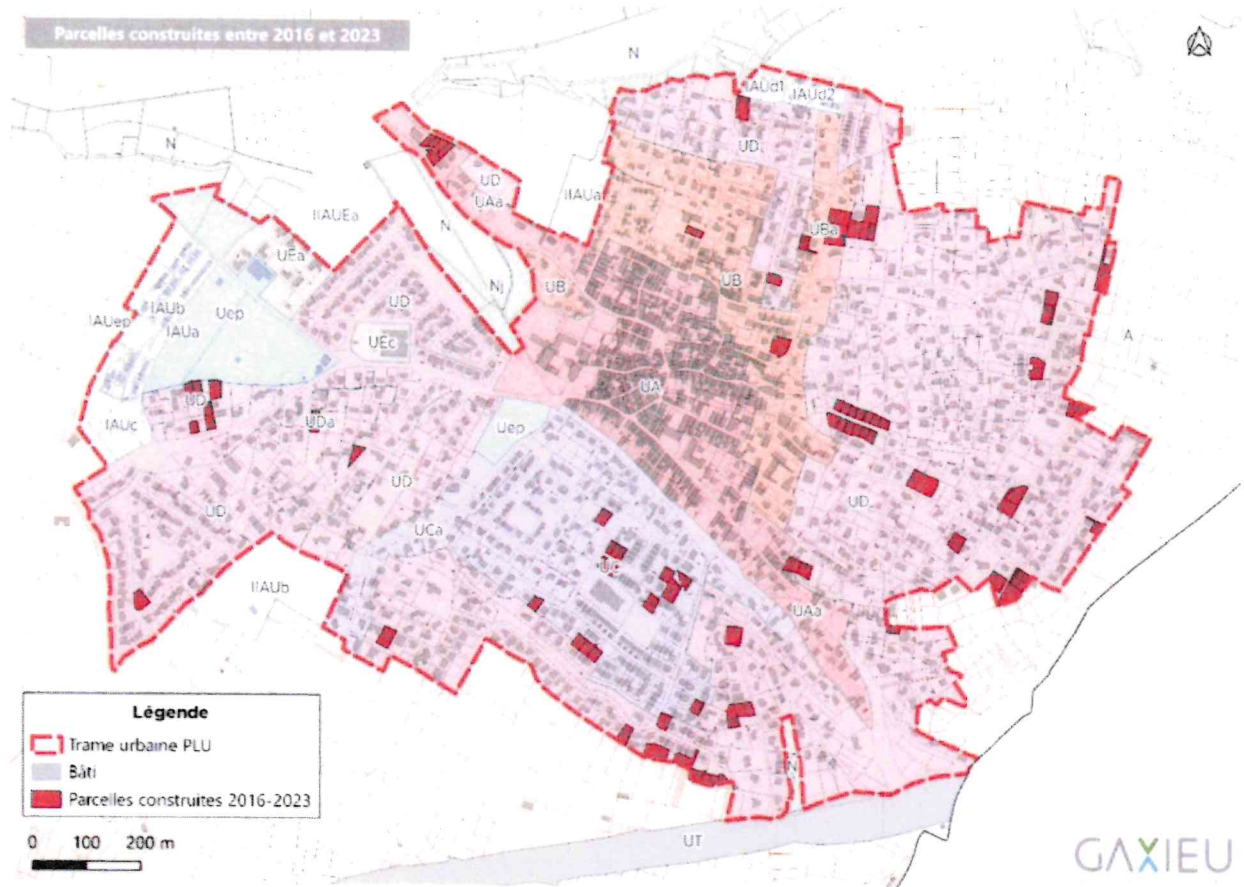 Parcelles construites entre 2016 et 2023
N
IAUd1
IAUd2
N
UD
UD
UAa
IIAUa
IIAUEa
N
UBa
UEa
NJ
UB
UB
UD
IAUb
Uep
IAUep
IAUa
UEc
A
UA
UD
IAUc
UDa
Uep
UD
UD
UD
UCa
UC
IIAUb
UAa
N
UT
Légende
Trame urbaine PLU
Bâti
Parcelles construites 2016-2023
0 100 200 m
GAXIEU